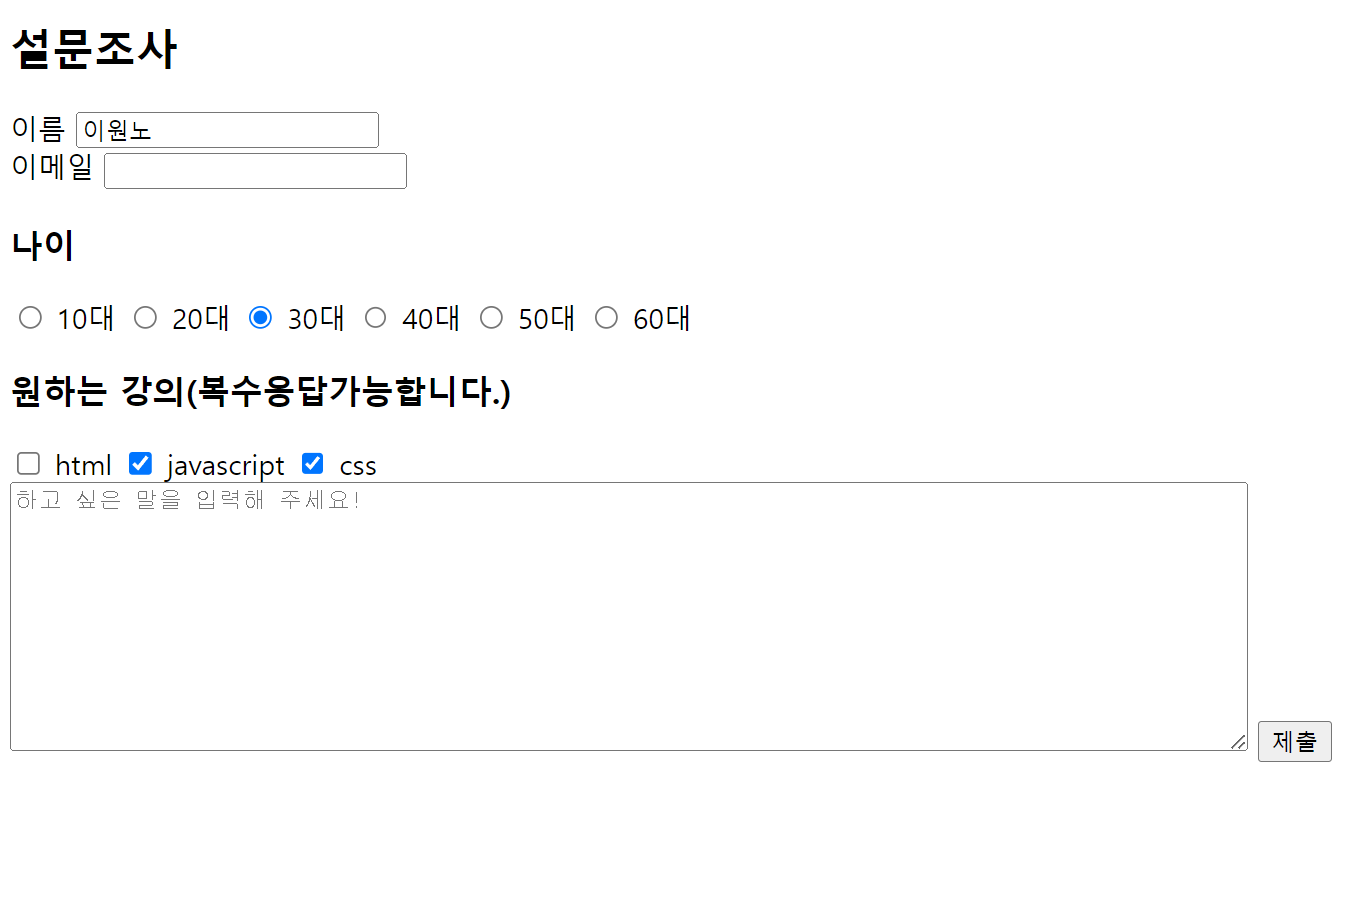 설문조사
이름 이원노
이메일
나이
10대 20대 30대 40대 50대 60대
원하는 강의(복수응답가능합니다.)
html javascript css
하고 싶은 말을 입력해 주세요!
제출